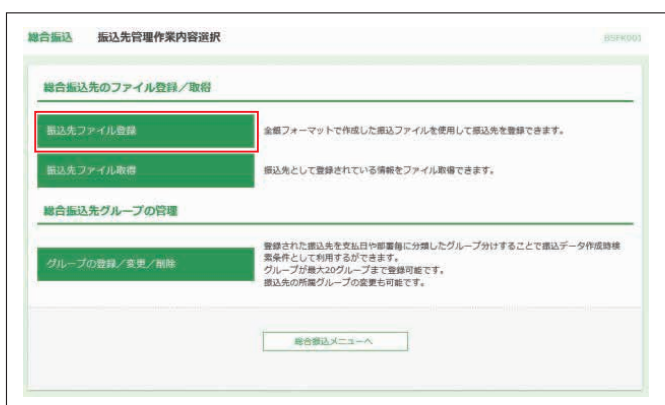 総合振込 振込先管理作業内容選択 BSFK001
総合振込先のファイル登録／取得
振込先ファイル登録 全銀フォーマットで作成した振込ファイルを使用して振込先を登録できます。
振込先ファイル取得 振込先として登録されている情報をファイル取得できます。
総合振込先グループの管理
グループの登録／変更／削除
登録された振込先を支払日や部署毎に分類したグループ分けすることで振込データ作成時検
索条件として利用するができます。
グループが最大20グループまで登録可能です。
振込先の所属グループの変更も可能です。
総合振込メニューへ